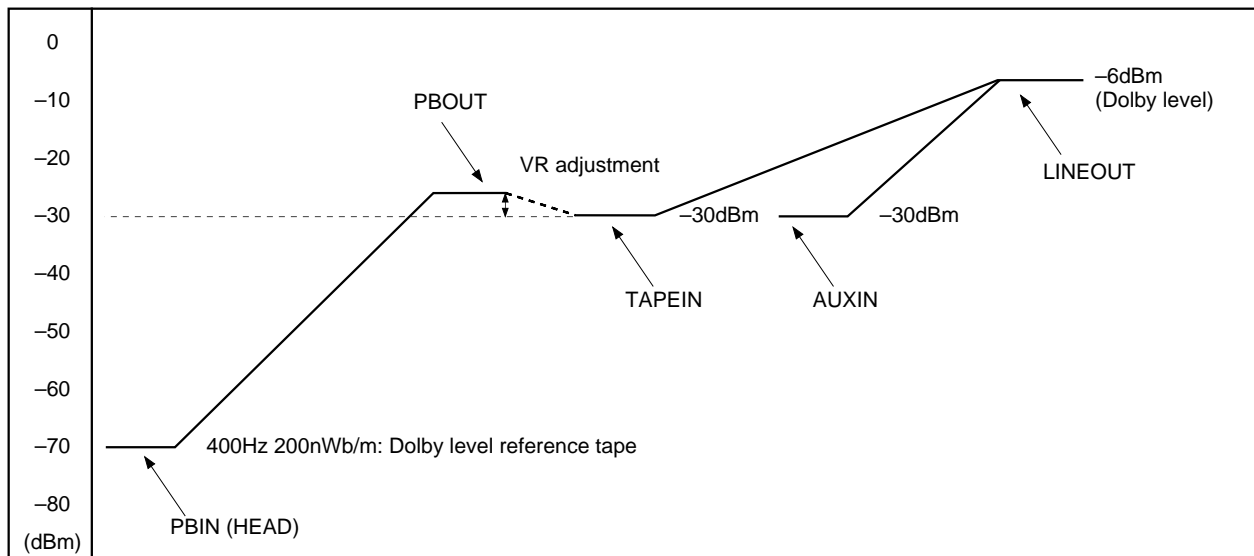 0
–10
–20
–30
–40
–50
–60
–70
–80
(dBm)
PBOUT
VR adjustment
–6dBm
(Dolby level)
LINEOUT
–30dBm
–30dBm
TAPEIN
AUXIN
400Hz 200nWb/m: Dolby level reference tape
PBIN (HEAD)